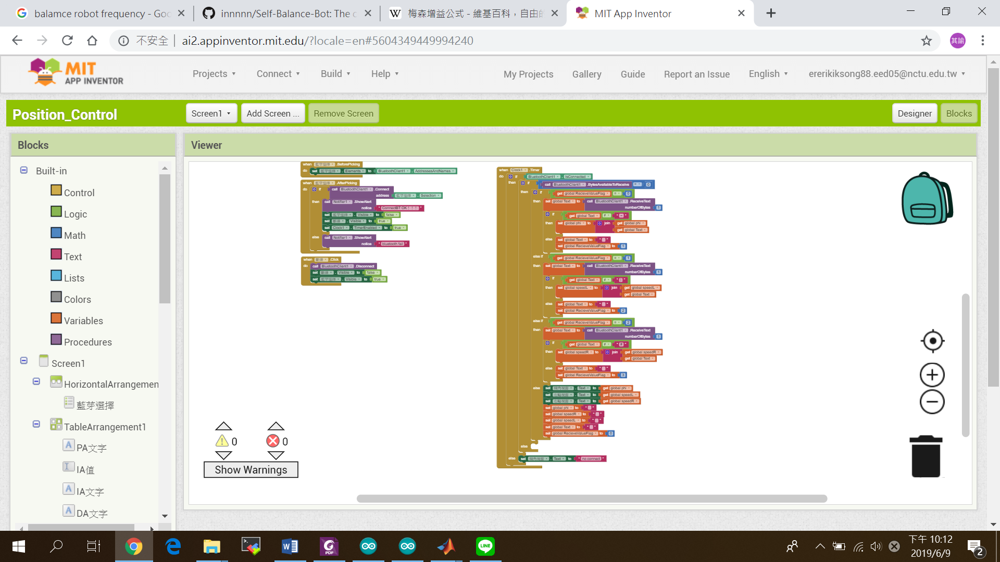 balamce robot frequency - Goo
innnnn/Self-Balance-Bot: The c
梅森增益公式 - 維基百科，自由的
MIT App Inventor
不安全
ai2.appinventor.mit.edu/?locale=en#5604349449994240
其諭
MIT
APP INVENTOR
Projects
Connect
Build
Help
My Projects
Gallery
Guide
Report an Issue
English
ererikiksong88.eed05@nctu.edu.tw
Position_Control
Screen1
Add Screen ...
Remove Screen
Designer
Blocks
Blocks
Viewer
Built-in
Control
Logic
Math
Text
Lists
Colors
Variables
Procedures
Screen1
HorizontalArrangemen
藍芽選擇
TableArrangement1
PA文字
IA值
IA文字
DA文字
when 藍芽選擇 .BeforePicking
do set 藍芽選擇 . Elements to BluetoothClient1 . AddressesAndNames
when 藍芽選擇 .AfterPicking
do if call BluetoothClient1 .Connect
address 藍芽選擇 . Selection
then call Notifier1 .ShowAlert
notice " ConnectBT OK！！！ "
set 藍芽選擇 . Visible to false
set 斷線 . Visible to true
set Clock1 . TimerEnabled to true
else call Notifier1 .ShowAlert
notice " bluetooth fail "
when 斷線 .Click
do call BluetoothClient1 .Disconnect
set 斷線 . Visible to false
set 藍芽選擇 . Visible to true
when Clock1 .Timer
do if BluetoothClient1 . IsConnected
then if call BluetoothClient1 .BytesAvailableToReceive > 0
then if get global RecieveValueFlag = 0
then set global Text to call BluetoothClient1 .ReceiveText
numberOfBytes 1
if get global Text ≠
then set global phi to join get global phi
get global Text
else set global Text to " "
set global RecieveValueFlag to 1
else if get global RecieveValueFlag = 1
then set global Text to call BluetoothClient1 .ReceiveText
numberOfBytes 1
if get global Text ≠
then set global speedL to join get global speedL
get global Text
else set global Text to " "
set global RecieveValueFlag to 2
else if get global RecieveValueFlag = 2
then set global Text to call BluetoothClient1 .ReceiveText
numberOfBytes 1
if get global Text ≠ " # "
then set global speedR to join get global speedR
get global Text
else set global Text to " "
set global RecieveValueFlag to 3
else set . Text to get global phi
set . Text to get global speedL
set . Text to get global speedR
set global phi to " "
set global speedR to " "
set global speedL to " "
set global Text to " "
set global RecieveValueFlag to 0
else
else set . Text to " no connect "
0
0
Show Warnings
PDF
LINE
下午 10:12
2019/6/9
2